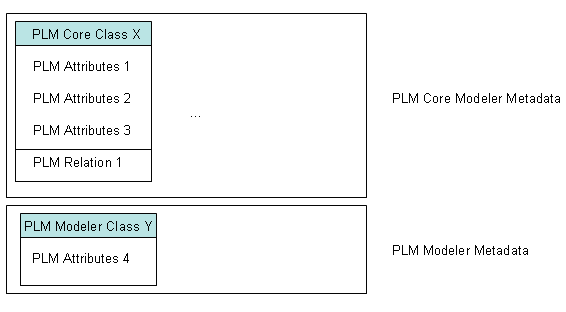 PLM Core Class X
PLM Attributes 1
PLM Attributes 2
PLM Attributes 3
PLM Relation 1
...
PLM Core Modeler Metadata
PLM Modeler Class Y
PLM Attributes 4
PLM Modeler Metadata